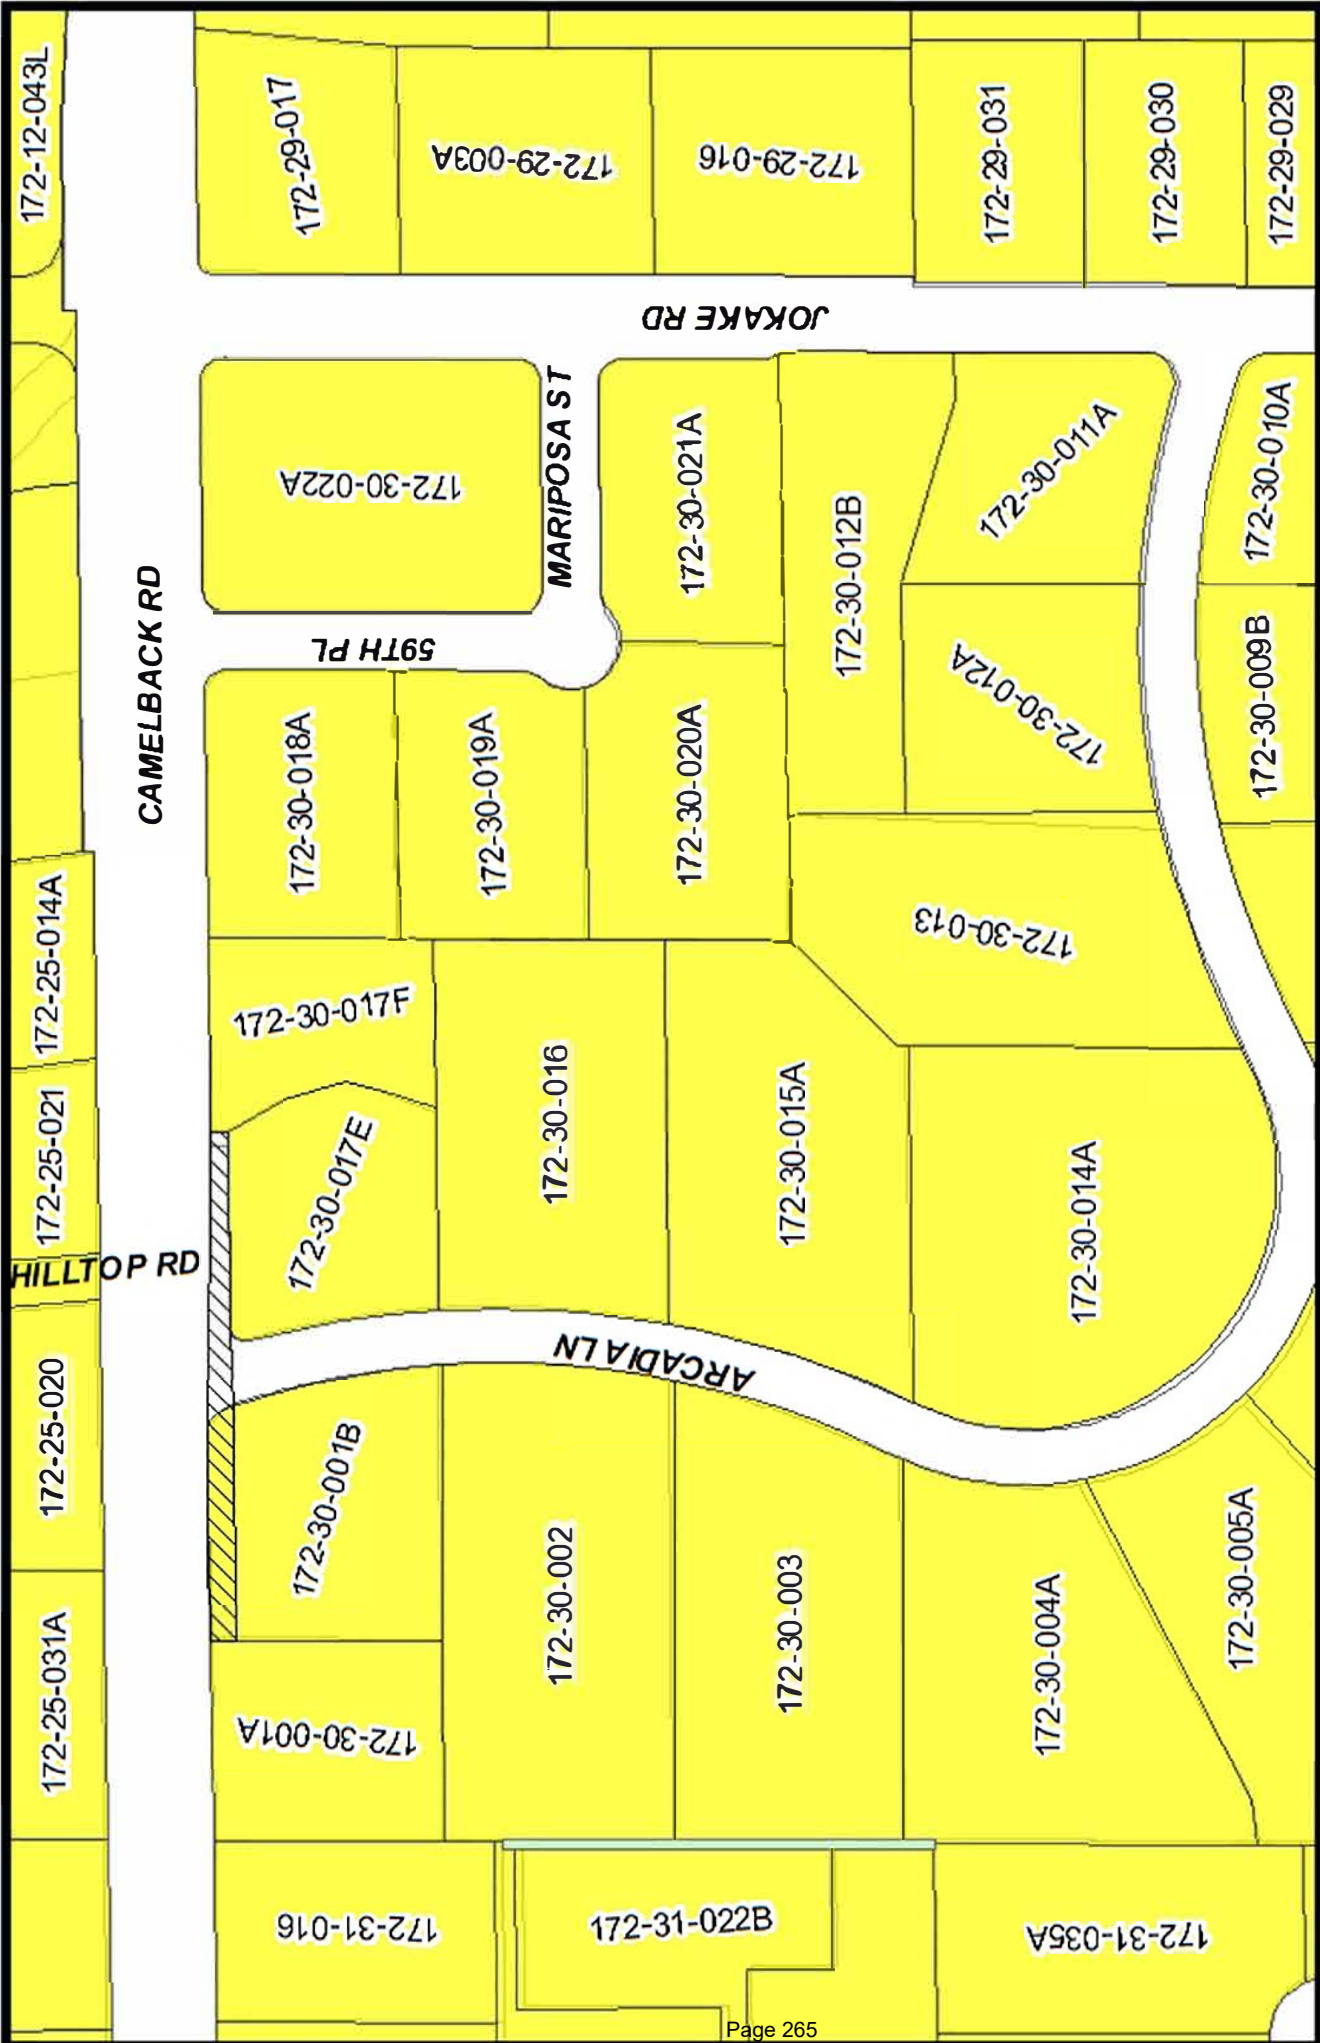 172-12-043L
172-29-017
172-29-003A
172-29-016
172-29-031
172-29-030
172-29-029
JOKAKE RD
172-30-022A
MARIPOSA ST
172-30-021A
172-30-012B
172-30-011A
172-30-010A
CAMELBACK RD
59TH PL
172-30-012A
172-30-009B
172-30-018A
172-30-019A
172-30-020A
172-30-013
172-25-014A
172-30-017F
172-25-021
172-30-017E
172-30-016
172-30-015A
172-30-014A
HILLTOP RD
ARCADIA LN
172-25-020
172-30-001B
172-30-002
172-30-003
172-30-004A
172-30-005A
172-25-031A
172-30-001A
172-31-016
172-31-022B
172-31-035A
Page 265